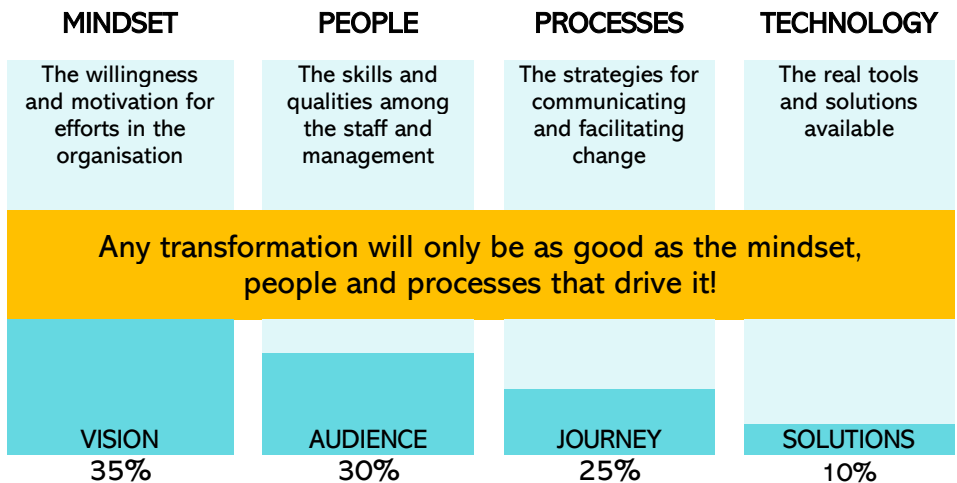 MINDSET
The willingness
and motivation for
efforts in the
organisation
PEOPLE
The skills and
qualities among
the staff and
management
PROCESSES
The strategies for
communicating
and facilitating
change
TECHNOLOGY
The real tools
and solutions
available
Any transformation will only be as good as the mindset,
people and processes that drive it!
VISION
35%
AUDIENCE
30%
JOURNEY
25%
SOLUTIONS
10%